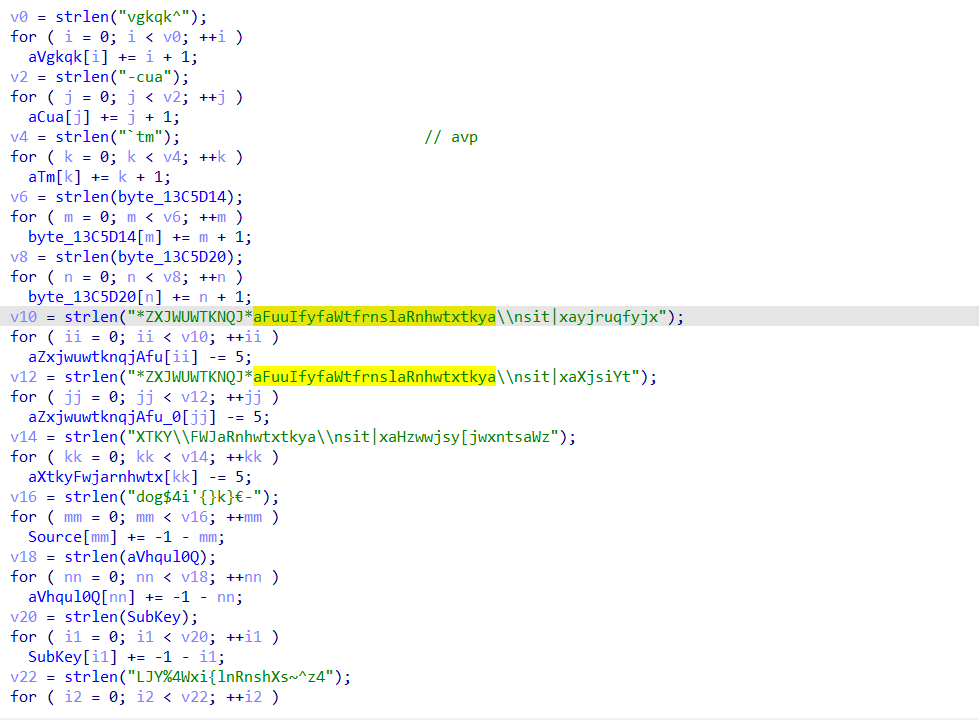 v0 = strlen("vgkqk^");
for ( i = 0; i < v0; ++i )
  aVgkqk[i] += i + 1;
v2 = strlen("-cua");
for ( j = 0; j < v2; ++j )
  aCua[j] += j + 1;
v4 = strlen("`tm");                              // avp
for ( k = 0; k < v4; ++k )
  aTm[k] += k + 1;
v6 = strlen(byte_13C5D14);
for ( m = 0; m < v6; ++m )
  byte_13C5D14[m] += m + 1;
v8 = strlen(byte_13C5D20);
for ( n = 0; n < v8; ++n )
  byte_13C5D20[n] += n + 1;
v10 = strlen("*ZXJWUWTKNQJ*aFuuIfyfaWtfrnslaRnhwtxtkya\\nsit|xayjruqfyjx");
for ( ii = 0; ii < v10; ++ii )
  aZxjwuwtknqjAfu[ii] -= 5;
v12 = strlen("*ZXJWUWTKNQJ*aFuuIfyfaWtfrnslaRnhwtxtkya\\nsit|xaXjsiYt");
for ( jj = 0; jj < v12; ++jj )
  aZxjwuwtknqjAfu_0[jj] -= 5;
v14 = strlen("XTKY\\FWJaRnhwtxtkya\\nsit|xaHzwwjsy[jwxntsaWz");
for ( kk = 0; kk < v14; ++kk )
  aXtkyFwjarnhwtx[kk] -= 5;
v16 = strlen("dog$4i'{}k}€-");
for ( mm = 0; mm < v16; ++mm )
  Source[mm] += -1 - mm;
v18 = strlen(aVhqul0Q);
for ( nn = 0; nn < v18; ++nn )
  aVhqul0Q[nn] += -1 - nn;
v20 = strlen(SubKey);
for ( i1 = 0; i1 < v20; ++i1 )
  SubKey[i1] += -1 - i1;
v22 = strlen("LJY%4Wxi{lnRnshXs~^z4");
for ( i2 = 0; i2 < v22; ++i2 )